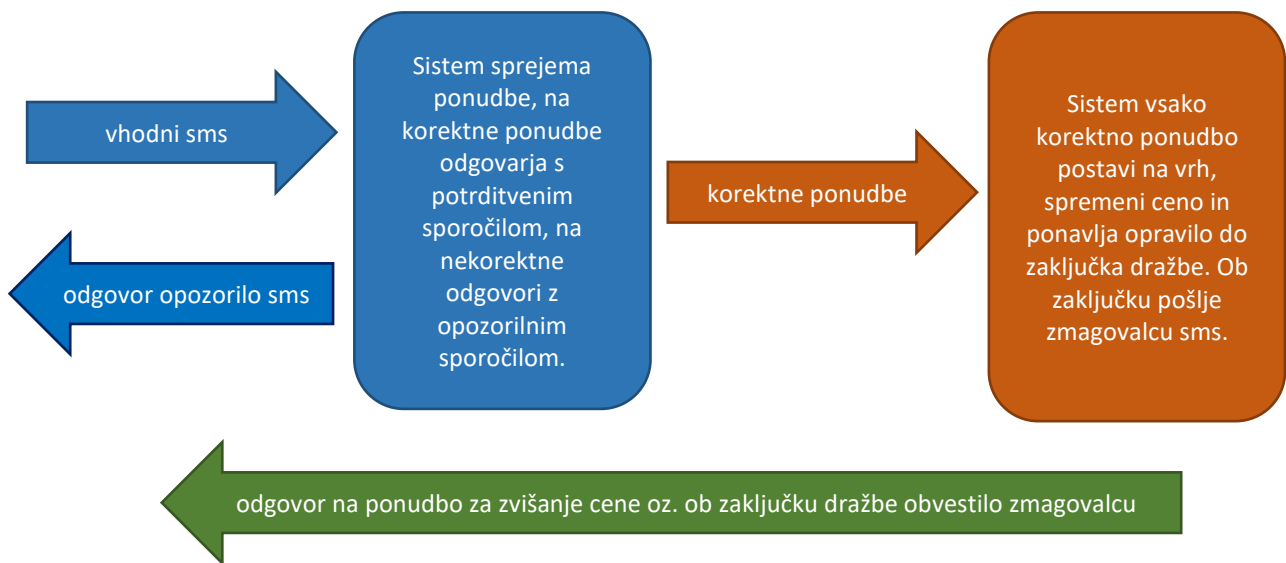 vhodni sms
odgovor opozorilo sms
Sistem sprejema
ponudbe, na
korektne ponudbe
odgovarja s
potrditvenim
sporočilom, na
nekorektne
odgovori z
opozorilnim
sporočilom.
korektne ponudbe
Sistem vsako
korektno ponudbo
postavi na vrh,
spremeni ceno in
ponavlja opravilo do
zaključka dražbe. Ob
zaključku pošlje
zmagovalcu sms.
odgovor na ponudbo za zvišanje cene oz. ob zaključku dražbe obvestilo zmagovalcu